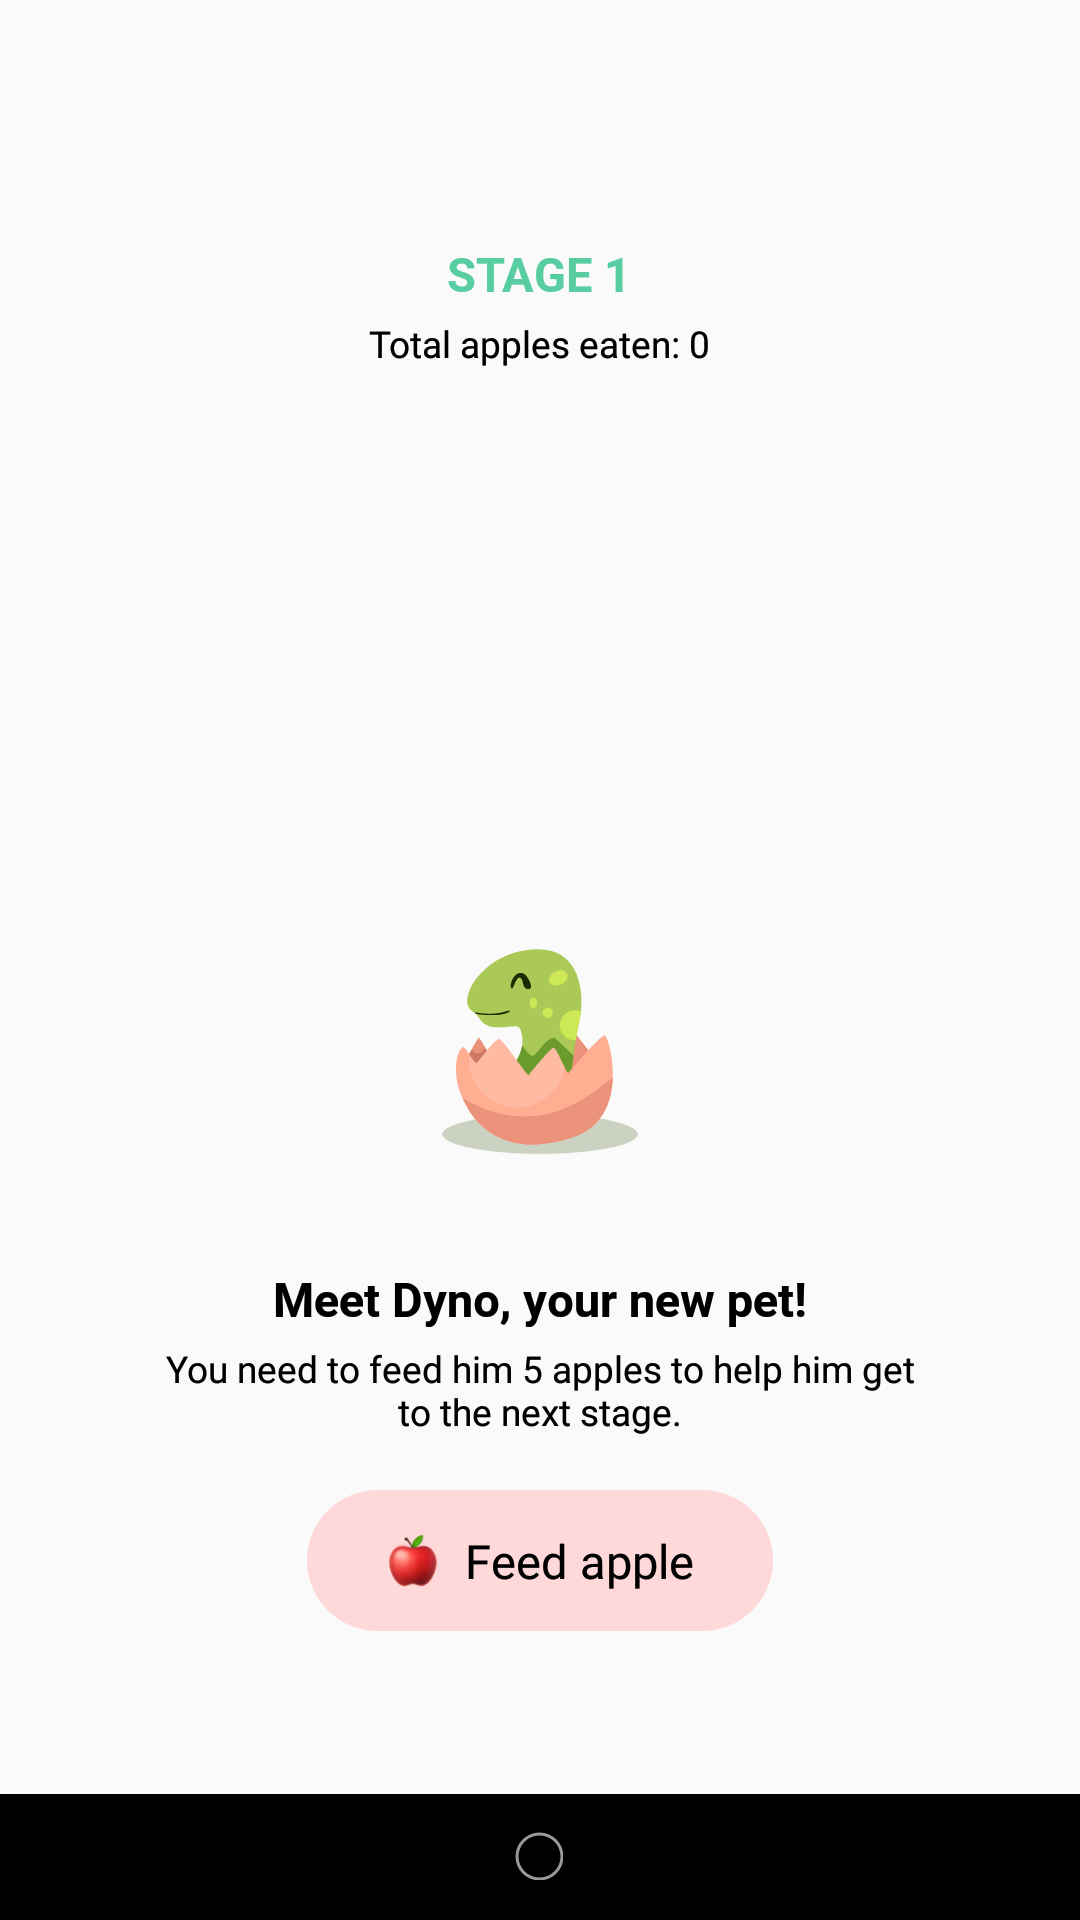 STAGE 1
Total apples eaten: 0
Meet Dyno, your new pet!
You need to feed him 5 apples to help him get
to the next stage.
Feed apple